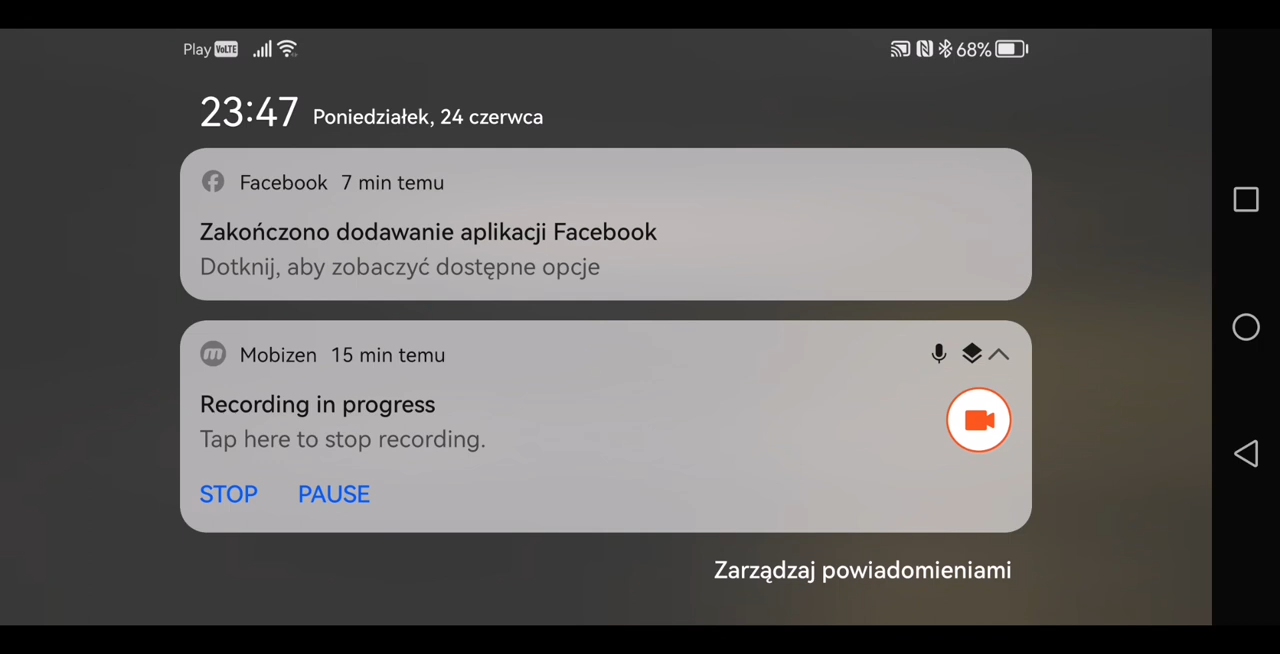 Play VoLTE 68%
23:47 Poniedziałek, 24 czerwca
Facebook 7 min temu
Zakończono dodawanie aplikacji Facebook
Dotknij, aby zobaczyć dostępne opcje
Mobizen 15 min temu
Recording in progress
Tap here to stop recording.
STOP PAUSE
Zarządzaj powiadomieniami